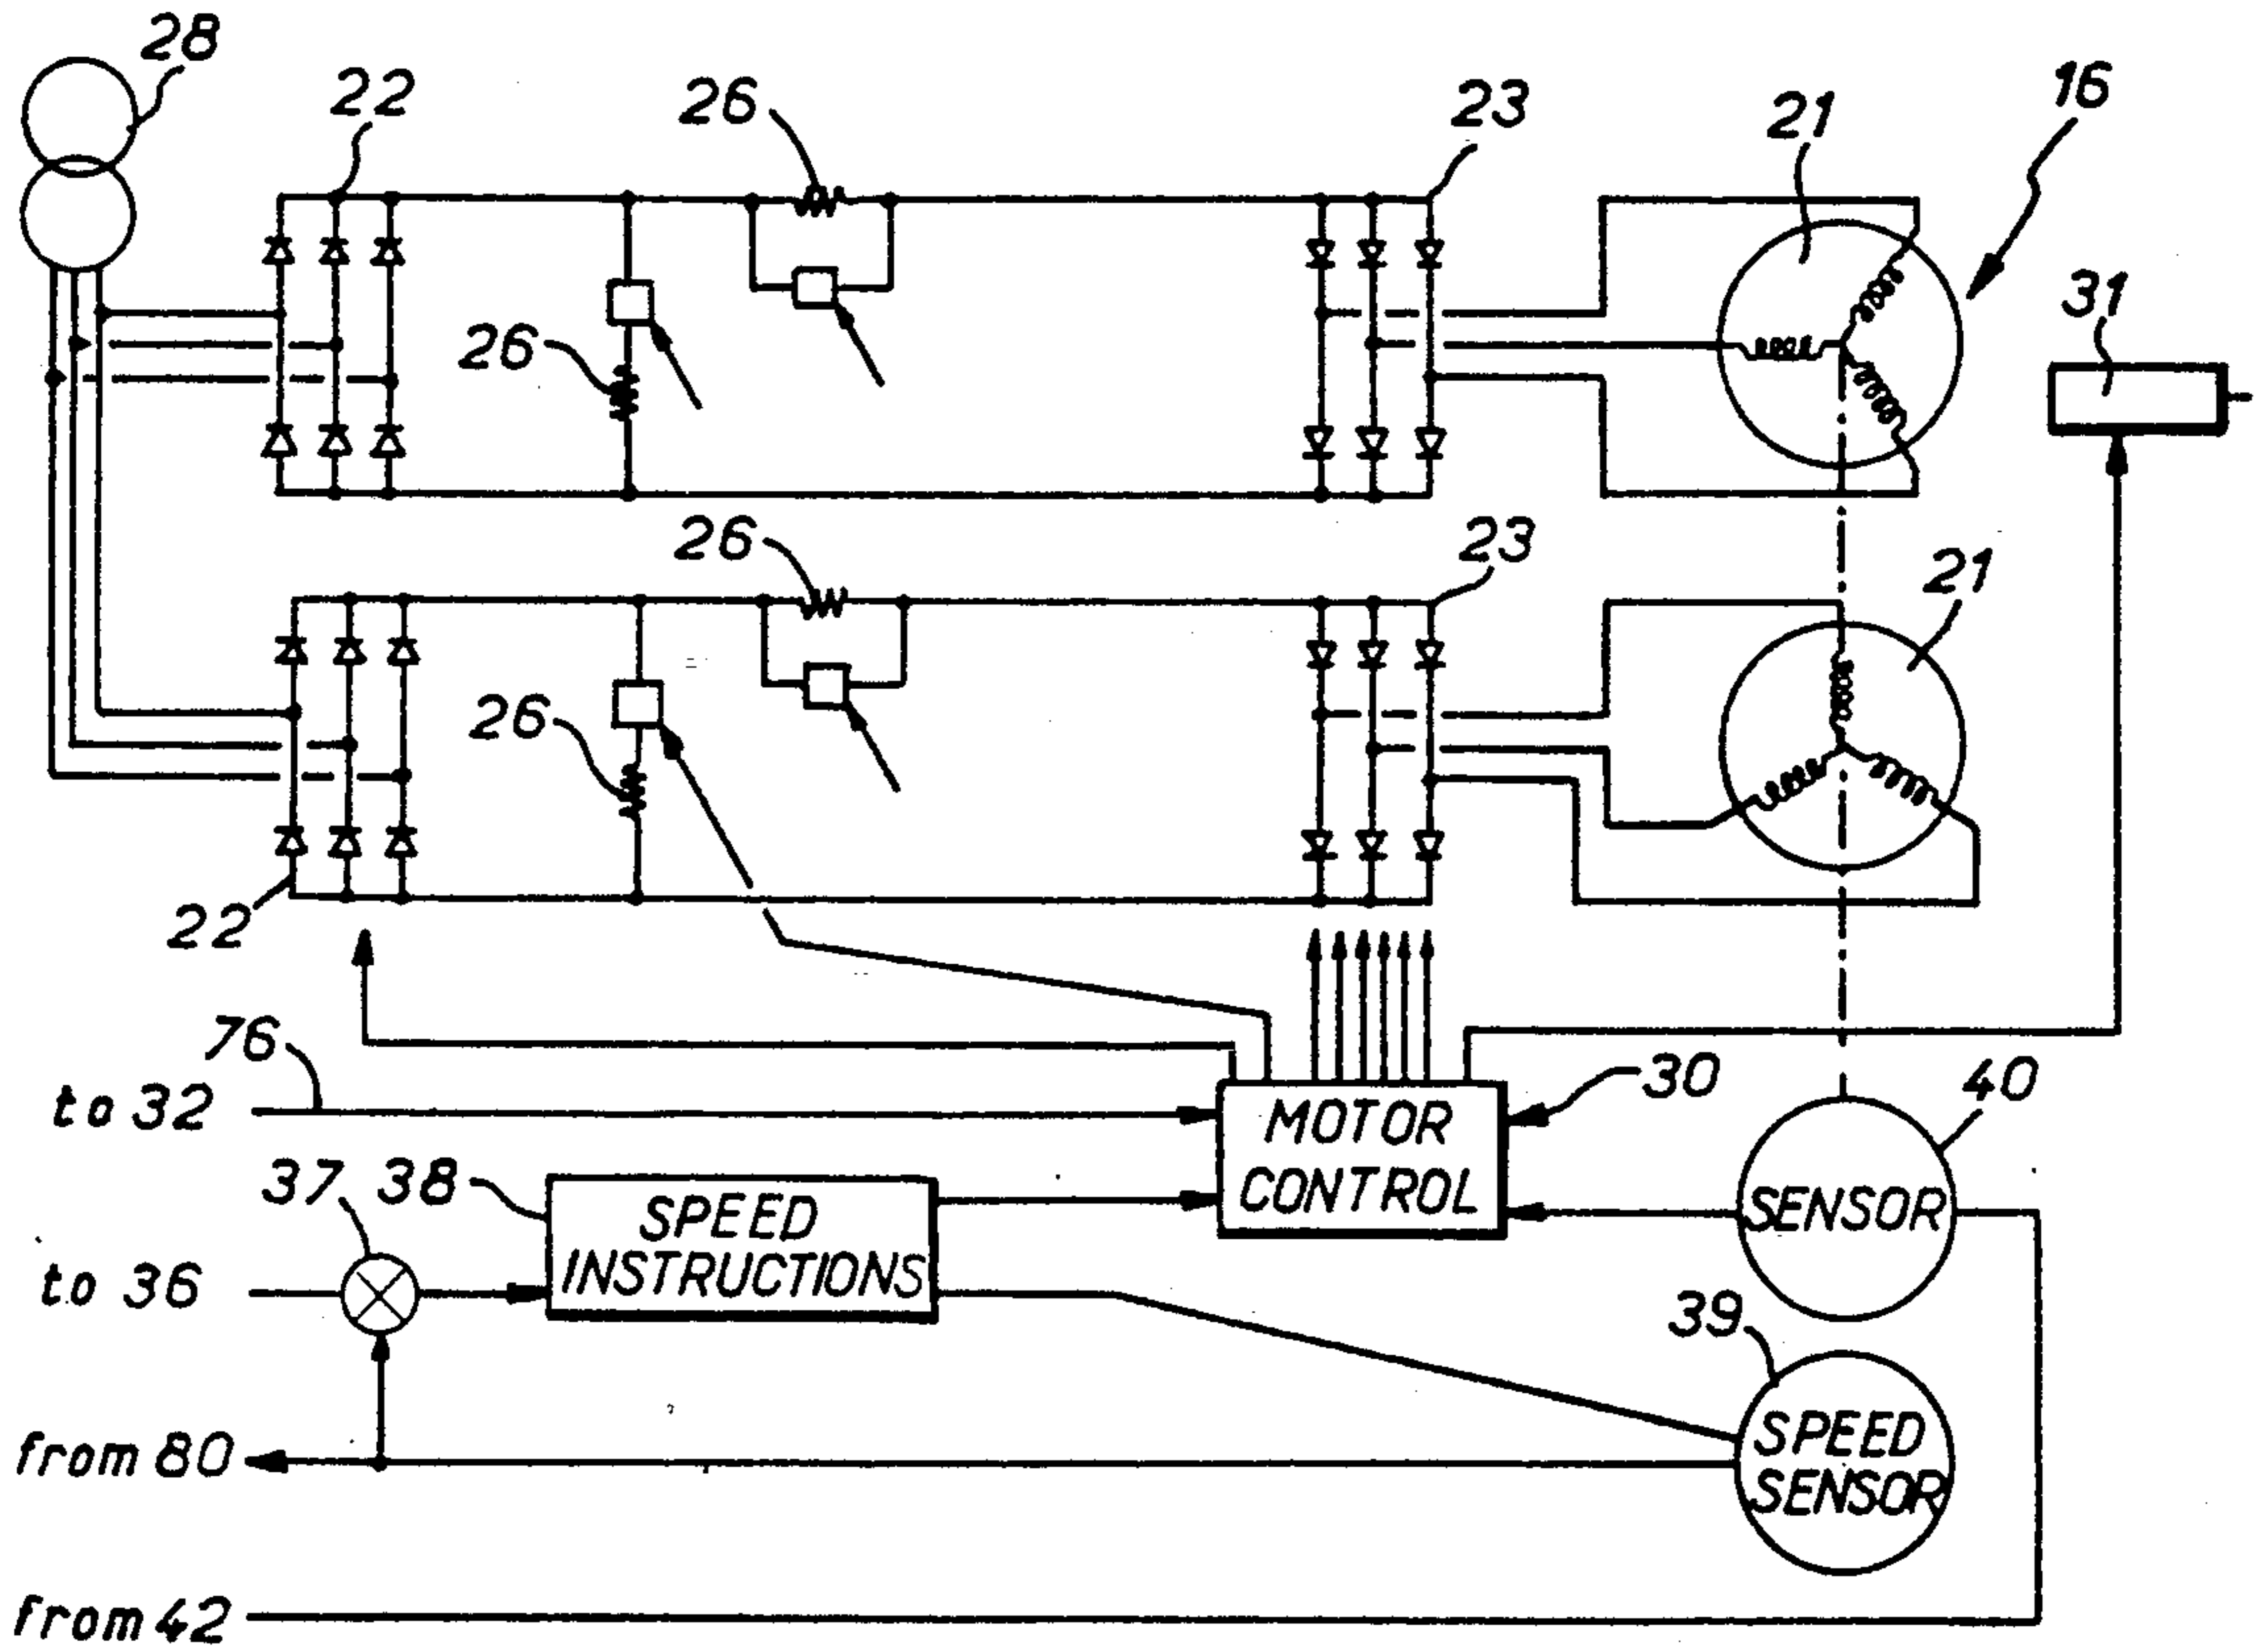 28
22
26
23
21
16
31
26
26
23
21
26
22
76
to 32
30
40
MOTOR
CONTROL
37
38
SPEED
INSTRUCTIONS
SENSOR
to 36
39
SPEED
SENSOR
from 80
from 42